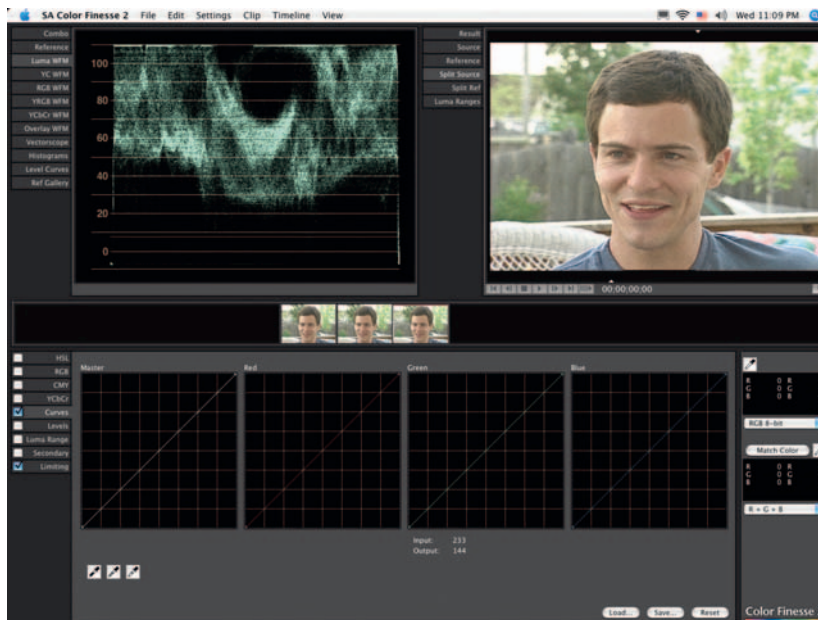 SA Color Finesse 2 File Edit Settings Clip Timeline View Wed 11:09 PM
Combo
Reference
Luma WFM
YC WFM
RGB WFM
YRGB WFM
YCbCr WFM
Overlay WFM
Vectorscope
Histograms
Level Curves
Ref Gallery
100
80
60
40
20
0
Result
Source
Reference
Split Source
Split Ref
Luma Ranges
00:00:00:00
HSL
RGB
CMY
YCbCr
Curves
Levels
Luma Range
Secondary
Limiting
Master Red Green Blue
Input: 233
Output: 144
Load... Save... Reset
R 0 R
G 0 G
B 0 B
RGB 8-bit
Match Color
R 0 R
G 0 G
B 0 B
R + G + B
Color Finesse